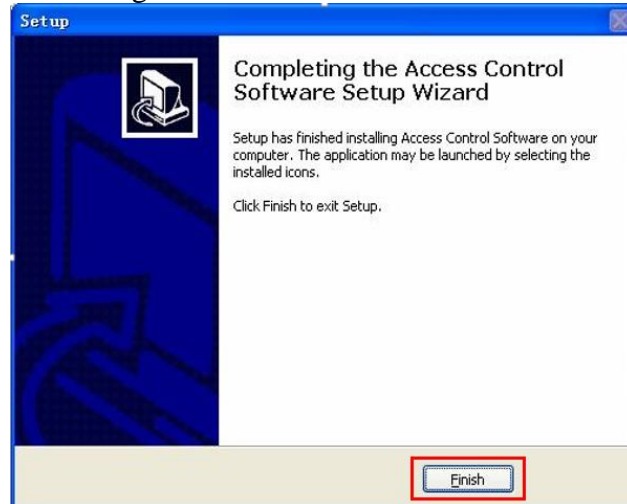 Setup
Completing the Access Control
Software Setup Wizard
Setup has finished installing Access Control Software on your
computer. The application may be launched by selecting the
installed icons.
Click Finish to exit Setup.
Finish